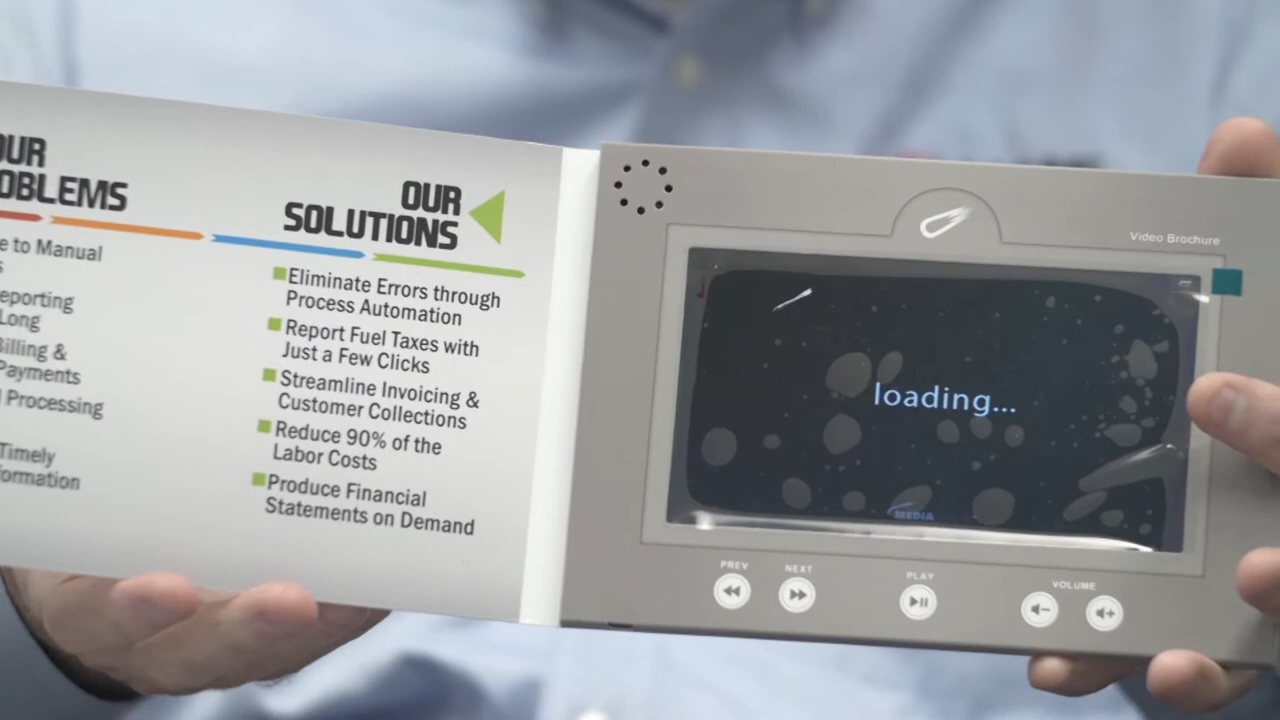 OUR
OBLEMS
e to Manual
s
eporting
Long
illing &
Payments
Processing
Timely
ormation
OUR
SOLUTIONS
Eliminate Errors through
Process Automation
Report Fuel Taxes with
Just a Few Clicks
Streamline Invoicing &
Customer Collections
Reduce 90% of the
Labor Costs
Produce Financial
Statements on Demand
Video Brochure
loading...
MEDIA
PREV
NEXT
PLAY
VOLUME